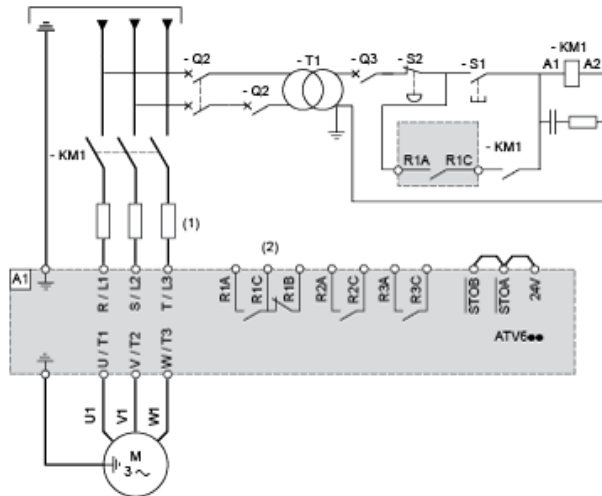 - Q2
- T1
- Q3
- S2
- S1
- KM1
A1
A2
- Q2
- KM1
- KM1
R1A
R1C
(1)
(2)
A1
R / L1
S / L2
T / L3
R1A
R1C
R1B
R2A
R2C
R3A
R3C
STOB
STOA
24V
U / T1
V / T2
W / T3
ATV6●●
U1
V1
W1
M
3 ~